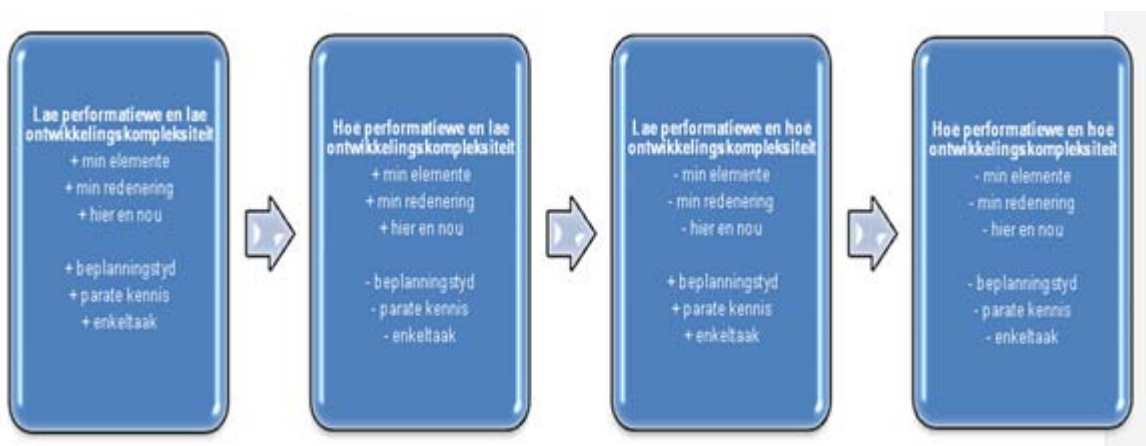 Lae performatiewe en lae
ontwikkelingskompleksiteit
+ min elemente
+ min redenering
+ hier en nou
+ beplanningstyd
+ parate kennis
+ enkeltaak
Hoë performatiewe en lae
ontwikkelingskompleksiteit
+ min elemente
+ min redenering
+ hier en nou
- beplanningstyd
- parate kennis
- enkeltaak
Lae performatiewe en hoë
ontwikkelingskompleksiteit
- min elemente
- min redenering
- hier en nou
+ beplanningstyd
+ parate kennis
+ enkeltaak
Hoë performatiewe en hoë
ontwikkelingskompleksiteit
- min elemente
- min redenering
- hier en nou
- beplanningstyd
- parate kennis
- enkeltaak